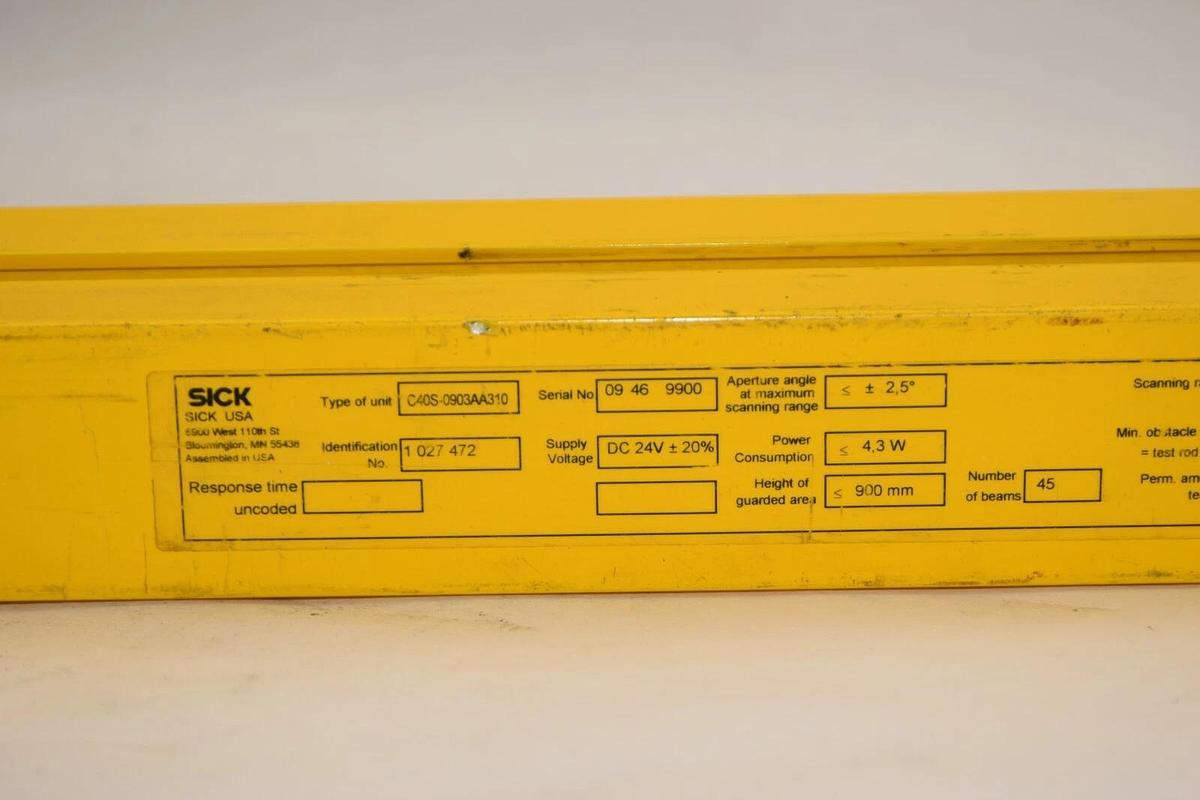 SICK
SICK USA
6900 West 110th St
Bloomington, MN 55438
Assembled in USA
Type of unit C40S-0903AA310
Identification No. 1 027 472
Response time
uncoded
Serial No 09 46 9900
Supply
Voltage DC 24V ± 20%
Aperture angle
at maximum
scanning range ≤ ± 2,5°
Power
Consumption ≤ 4,3 W
Height of
guarded area ≤ 900 mm
Number
of beams 45
Scanning
Min. obstacle
= test rod
Perm.